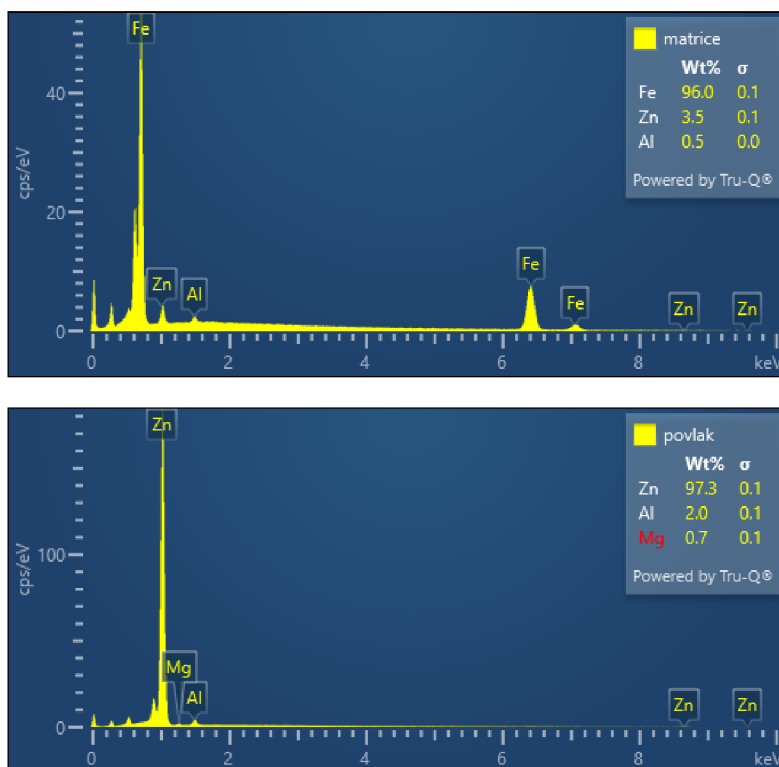 Fe
matrice
Wt% σ
Fe 96.0 0.1
Zn 3.5 0.1
Al 0.5 0.0
Powered by Tru-Q®
cps/eV
40
20
0
Zn
Al
Fe
Fe
Zn
Zn
0 2 4 6 8 keV
Zn
povlak
Wt% σ
Zn 97.3 0.1
Al 2.0 0.1
Mg 0.7 0.1
Powered by Tru-Q®
cps/eV
100
0
Mg
Al
Zn
Zn
0 2 4 6 8 keV